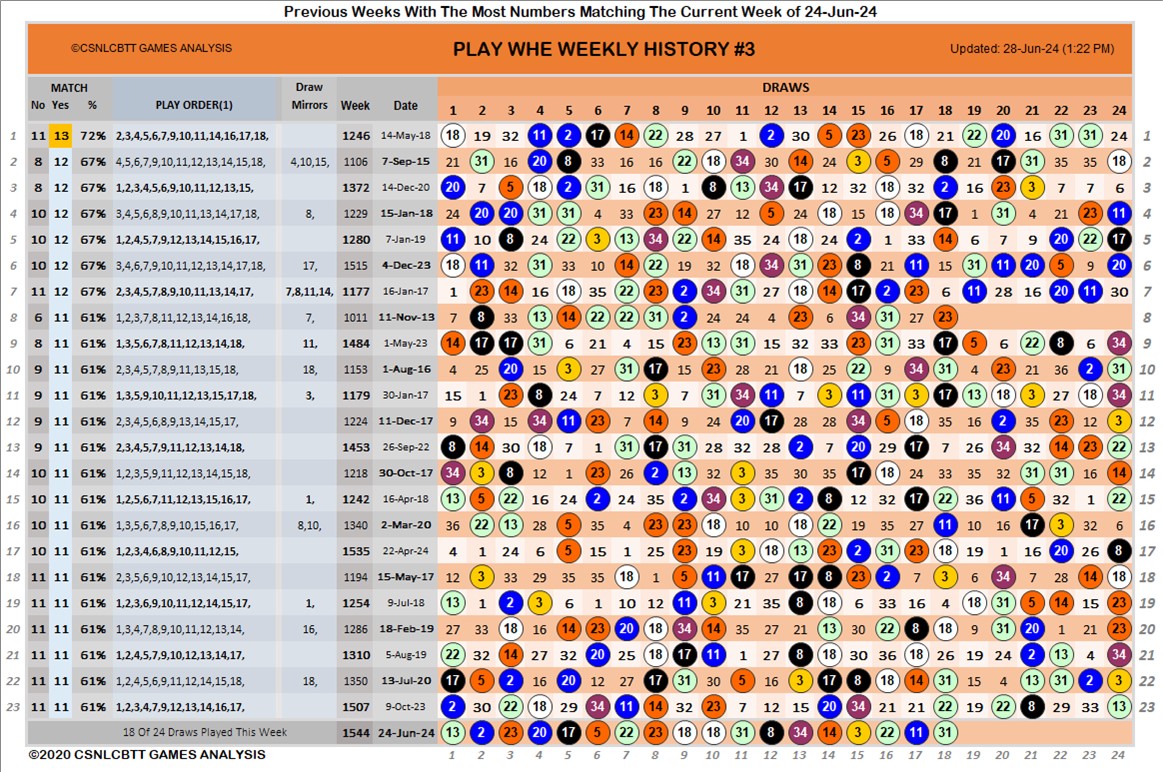 Previous Weeks With The Most Numbers Matching The Current Week of 24-Jun-24
©CSNLCBTT GAMES ANALYSIS PLAY WHE WEEKLY HISTORY #3 Updated: 28-Jun-24 (1:22 PM)
MATCH Draw DRAWS
No Yes % PLAY ORDER(1) Mirrors Week Date 1 2 3 4 5 6 7 8 9 10 11 12 13 14 15 16 17 18 19 20 21 22 23 24
1 11 13 72% 2,3,4,5,6,7,9,10,11,14,16,17,18, 1246 14-May-18 18 19 32 11 2 17 14 22 28 27 1 2 30 5 23 26 18 21 22 20 16 31 31 24 1
2 8 12 67% 4,5,6,7,9,10,11,12,13,14,15,18, 4,10,15, 1106 7-Sep-15 21 31 16 20 8 33 16 16 22 18 34 30 14 24 3 5 29 8 21 17 31 35 35 18 2
3 8 12 67% 1,2,3,4,5,6,9,10,11,12,13,15, 1372 14-Dec-20 20 7 5 18 2 31 16 18 1 8 13 34 17 12 32 18 32 2 16 23 3 7 7 6 3
4 10 12 67% 3,4,5,6,8,9,10,11,13,14,17,18, 8, 1229 15-Jan-18 24 20 20 31 31 4 33 23 14 27 12 5 24 18 15 18 34 17 1 31 4 21 23 11 4
5 10 12 67% 1,2,4,5,7,9,12,13,14,15,16,17, 1280 7-Jan-19 11 10 8 24 22 3 13 34 22 14 35 24 18 24 2 1 33 14 6 7 9 20 22 17 5
6 10 12 67% 3,4,6,7,9,10,11,12,13,14,17,18, 17, 1515 4-Dec-23 18 11 32 31 33 10 14 22 19 32 18 34 31 23 8 21 11 15 31 11 20 5 9 20 6
7 11 12 67% 2,3,4,5,7,8,9,10,11,13,14,17, 7,8,11,14, 1177 16-Jan-17 1 23 14 16 18 35 22 23 2 34 31 27 18 14 17 2 23 6 11 28 16 20 11 30 7
8 6 11 61% 1,2,3,7,8,11,12,13,14,16,18, 7, 1011 11-Nov-13 7 8 33 13 14 22 22 31 2 24 24 4 23 6 34 31 27 23 8
9 8 11 61% 1,3,5,6,7,8,11,12,13,14,18, 11, 1484 1-May-23 14 17 17 31 6 21 4 15 23 13 31 15 32 33 23 31 33 17 5 6 22 8 6 34 9
10 9 11 61% 2,3,4,5,7,8,9,11,13,15,18, 18, 1153 1-Aug-16 4 25 20 15 3 27 31 17 15 23 28 21 18 25 22 9 34 31 4 23 21 36 2 31 10
11 9 11 61% 1,3,5,9,10,11,12,13,15,17,18, 3, 1179 30-Jan-17 15 1 23 8 24 7 12 3 7 31 34 11 7 3 11 31 3 17 13 18 3 27 18 34 11
12 9 11 61% 2,3,4,5,6,8,9,13,14,15,17, 1224 11-Dec-17 9 34 15 34 11 23 7 14 9 24 20 17 28 28 34 5 18 35 16 2 35 23 12 3 12
13 9 11 61% 2,3,4,5,7,9,11,12,13,14,18, 1453 26-Sep-22 8 14 30 18 7 1 31 17 31 28 32 28 2 7 20 29 17 7 26 34 32 14 23 22 13
14 10 11 61% 1,2,3,5,9,11,12,13,14,15,18, 1218 30-Oct-17 34 3 8 12 1 23 26 2 13 32 3 35 30 35 17 18 24 33 35 32 31 31 16 14 14
15 10 11 61% 1,2,5,6,7,11,12,13,15,16,17, 1, 1242 16-Apr-18 13 5 22 16 24 2 24 35 2 34 3 31 2 8 12 32 17 22 36 11 5 32 1 22 15
16 10 11 61% 1,3,5,6,7,8,9,10,15,16,17, 8,10, 1340 2-Mar-20 36 22 13 28 5 35 4 23 23 18 10 10 18 22 19 35 27 11 10 16 17 3 32 6 16
17 10 11 61% 1,2,3,4,6,8,9,10,11,12,15, 1535 22-Apr-24 4 1 24 6 5 15 1 25 23 19 3 18 13 23 2 31 23 18 19 1 16 20 26 8 17
18 11 11 61% 2,3,5,6,9,10,12,13,14,15,17, 1194 15-May-17 12 3 33 29 35 35 18 1 5 11 17 27 17 8 23 2 7 3 6 34 7 28 14 18 18
19 11 11 61% 1,2,3,6,9,10,11,12,14,15,17, 1, 1254 9-Jul-18 13 1 2 3 6 1 10 12 11 3 21 35 8 18 6 33 16 4 18 31 5 14 15 23 19
20 11 11 61% 1,3,4,7,8,9,10,11,12,13,14, 16, 1286 18-Feb-19 27 33 18 16 14 23 20 18 34 14 35 27 21 13 30 22 8 18 9 31 20 1 21 23 20
21 11 11 61% 1,2,4,5,7,9,10,12,13,14,17, 1310 5-Aug-19 22 32 14 27 32 20 25 18 17 11 1 27 8 18 30 36 18 26 19 24 2 13 4 34 21
22 11 11 61% 1,2,4,5,6,9,11,12,14,15,18, 18, 1350 13-Jul-20 17 5 2 16 20 12 28 17 31 30 5 16 3 17 8 18 14 31 15 4 13 31 2 3 22
23 11 11 61% 1,2,3,4,7,9,12,13,14,17,18, 1507 9-Oct-23 2 30 22 18 29 34 11 14 32 23 7 12 15 20 34 21 21 22 19 22 8 29 33 13 23
18 Of 24 Draws Played This Week 1544 24-Jun-24 13 2 23 20 17 5 22 23 18 18 31 8 34 14 3 22 11 31
©2020 CSNLCBTT GAMES ANALYSIS 1 2 3 4 5 6 7 8 9 10 11 12 13 14 15 16 17 18 19 20 21 22 23 24